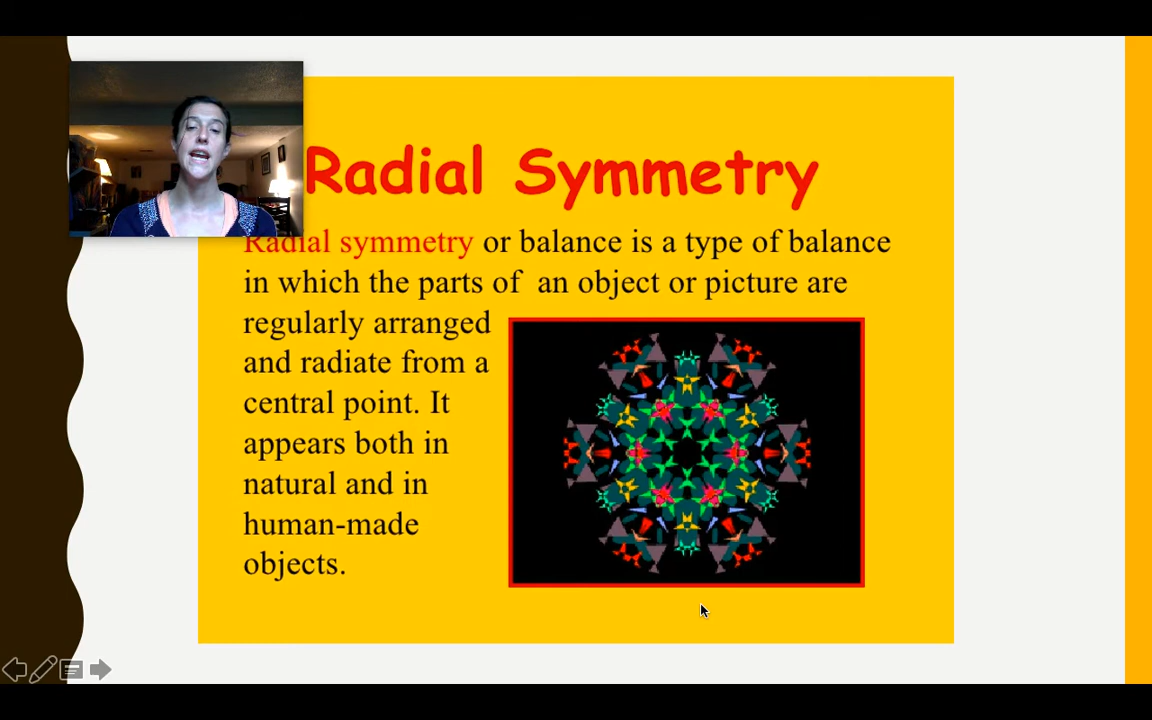 Radial Symmetry
Radial symmetry or balance is a type of balance
in which the parts of an object or picture are
regularly arranged
and radiate from a
central point. It
appears both in
natural and in
human-made
objects.